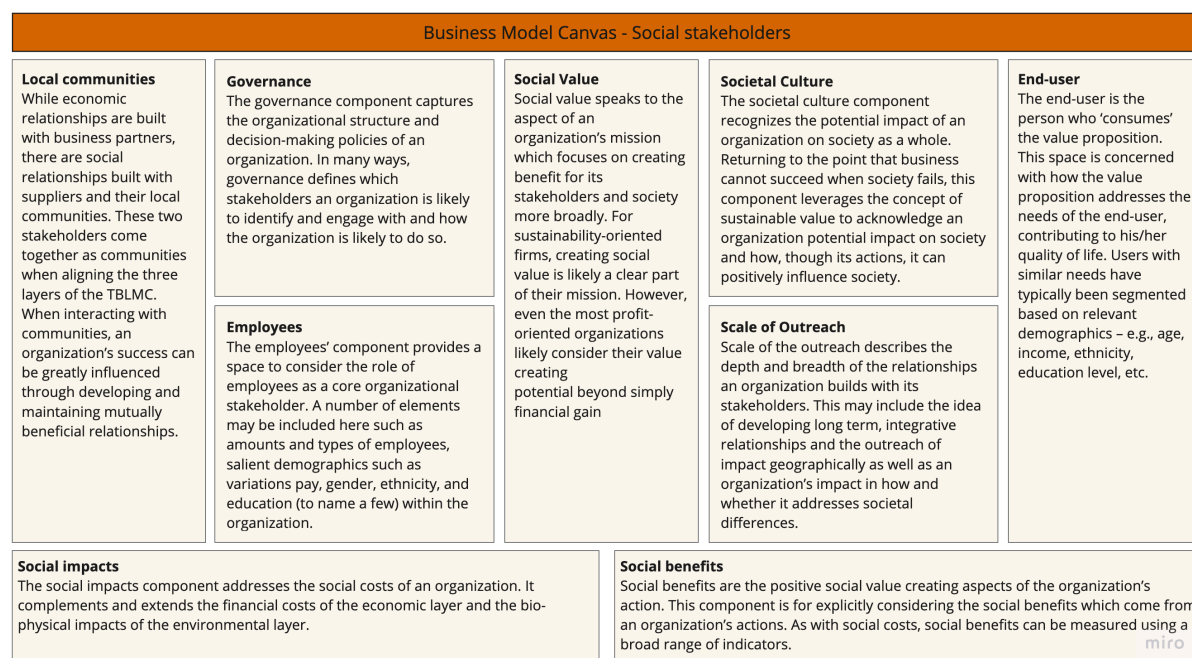 Business Model Canvas - Social stakeholders
Local communities
While economic
relationships are built
with business partners,
there are social
relationships built with
suppliers and their local
communities. These two
stakeholders come
together as communities
when aligning the three
layers of the TBLMC.
When interacting with
communities, an
organization's success can
be greatly influenced
through developing and
maintaining mutually
beneficial relationships.
Governance
The governance component captures
the organizational structure and
decision-making policies of an
organization. In many ways,
governance defines which
stakeholders an organization is likely
to identify and engage with and how
the organization is likely to do so.
Employees
The employees' component provides a
space to consider the role of
employees as a core organizational
stakeholder. A number of elements
may be included here such as
amounts and types of employees,
salient demographics such as
variations pay, gender, ethnicity, and
education (to name a few) within the
organization.
Social Value
Social value speaks to the
aspect of an
organization's mission
which focuses on creating
benefit for its
stakeholders and society
more broadly. For
sustainability-oriented
firms, creating social
value is likely a clear part
of their mission. However,
even the most profit-
oriented organizations
likely consider their value
creating
potential beyond simply
financial gain
Societal Culture
The societal culture component
recognizes the potential impact of an
organization on society as a whole.
Returning to the point that business
cannot succeed when society fails, this
component leverages the concept of
sustainable value to acknowledge an
organization potential impact on society
and how, though its actions, it can
positively influence society.
Scale of Outreach
Scale of the outreach describes the
depth and breadth of the relationships
an organization builds with its
stakeholders. This may include the idea
of developing long term, integrative
relationships and the outreach of
impact geographically as well as an
organization's impact in how and
whether it addresses societal
differences.
End-user
The end-user is the
person who 'consumes'
the value proposition.
This space is concerned
with how the value
proposition addresses the
needs of the end-user,
contributing to his/her
quality of life. Users with
similar needs have
typically been segmented
based on relevant
demographics – e.g., age,
income, ethnicity,
education level, etc.
Social impacts
The social impacts component addresses the social costs of an organization. It
complements and extends the financial costs of the economic layer and the bio-
physical impacts of the environmental layer.
Social benefits
Social benefits are the positive social value creating aspects of the organization's
action. This component is for explicitly considering the social benefits which come from
an organization's actions. As with social costs, social benefits can be measured using a
broad range of indicators.
miro